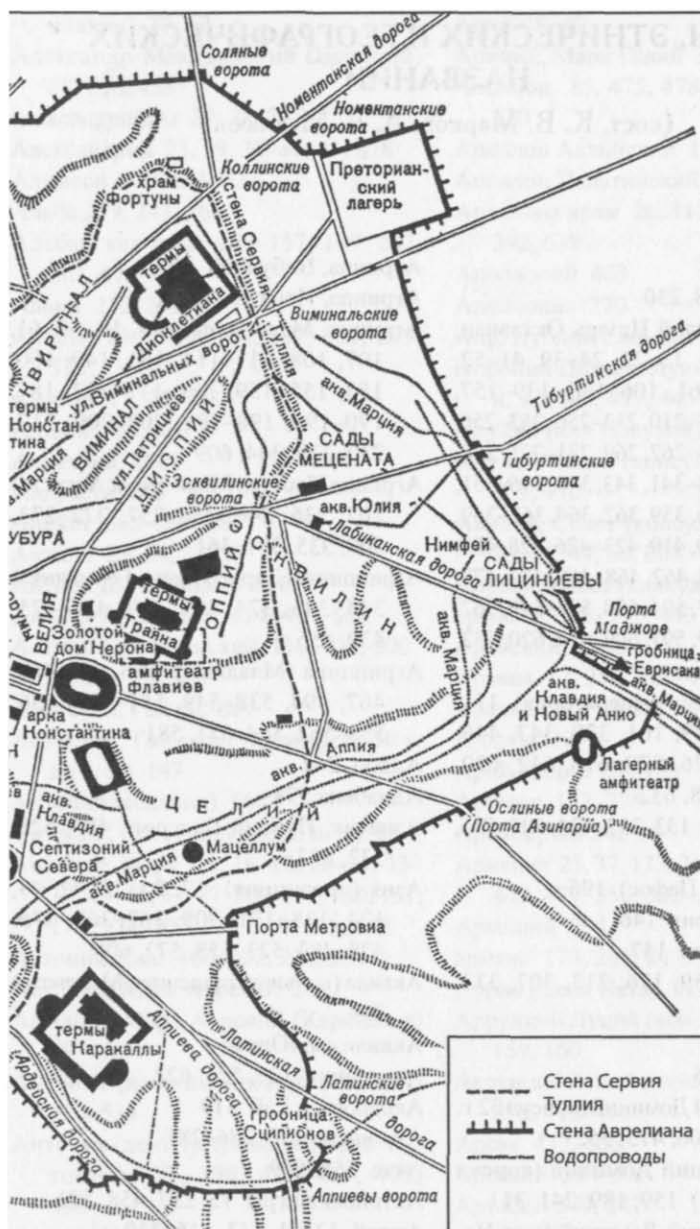 Соляные
ворота
Номентанская дорога
Номентанские
ворота
Коллинские
ворота
Преториан-
ский
лагерь
храм
Фортуны
стена Сервия
Туллия
термы
Диоклетиана
КВИРИНАЛ
Виминальские
ворота
ул.Виминальных ворот
термы
Констан-
тина
ВИМИНАЛ
ул.Патрициев
ЦИСПИЙ
акв.Марция
Тибуртинская дорога
САДЫ
МЕЦЕНАТА
Тибуртинские
ворота
в.Марция
Эсквилинские
ворота
акв.Юлия
УБУРА
Лабиканская дорога
Нимфей
САДЫ
ЛИЦИНИЕВЫ
ОППИЙ
ЭСКВИЛИН
термы
Траяна
ВЕЛИЯ
Золотой
дом Нерона
амфитеатр
Флавиев
акв.
Марция
Порта
Маджоре
гробница
Еврисака
акв.Марция
акв.
Клавдия
и Новый Анио
арка
Константина
акв.
Аппия
Лагерный
амфитеатр
ЦЕЛИЙ
акв.
Клавдия
Ослиные ворота
(Порта Азинариа)
Септизоний
Севера
Мацеллум
акв.Марция
Порта Метровиа
термы
Каракаллы
Аппиева дорога
Латинская
дорога
Латинские
ворота
Ардейская дорога
гробница
Сципионов
Аппиевы ворота
Стена Сервия
Туллия
Стена Аврелиана
Водопроводы